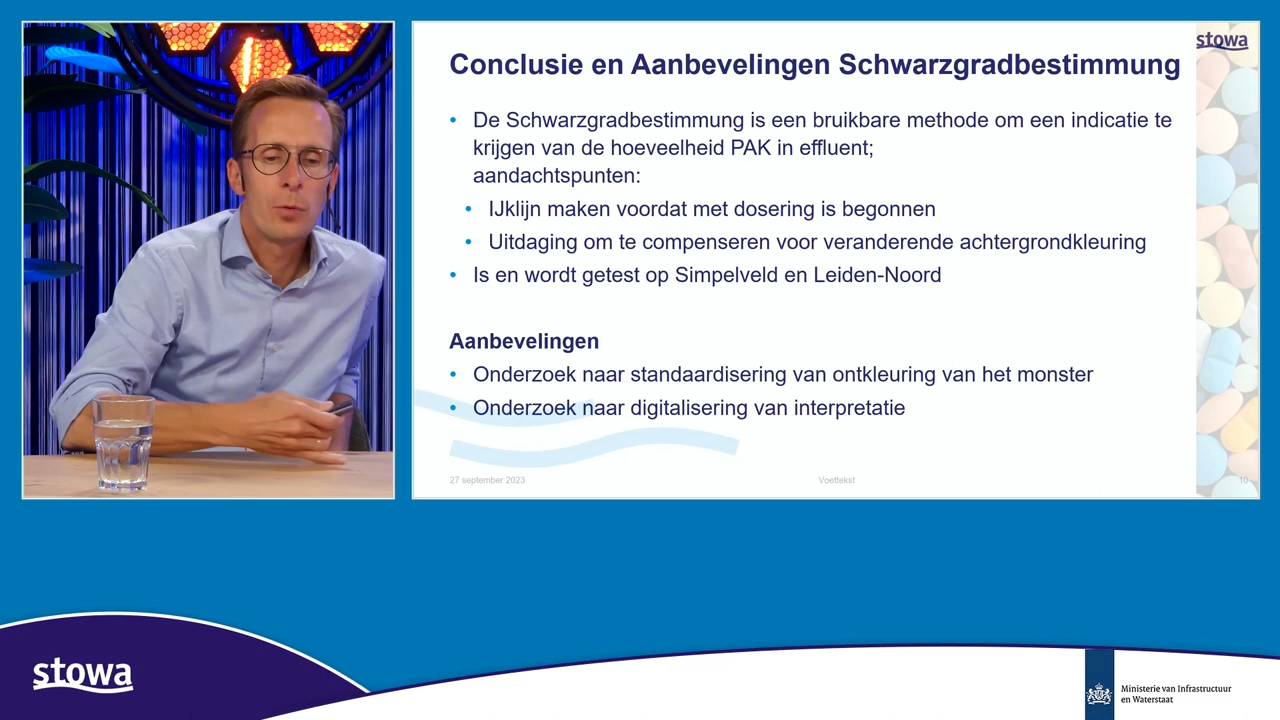 stowa
Conclusie en Aanbevelingen Schwarzgradbestimmung
• De Schwarzgradbestimmung is een bruikbare methode om een indicatie te
krijgen van de hoeveelheid PAK in effluent;
aandachtspunten:
• IJklijn maken voordat met dosering is begonnen
• Uitdaging om te compenseren voor veranderende achtergrondkleuring
• Is en wordt getest op Simpelveld en Leiden-Noord
Aanbevelingen
• Onderzoek naar standaardisering van ontkleuring van het monster
• Onderzoek naar digitalisering van interpretatie
27 september 2023
Voettekst
10
stowa
Ministerie van Infrastructuur
en Waterstaat